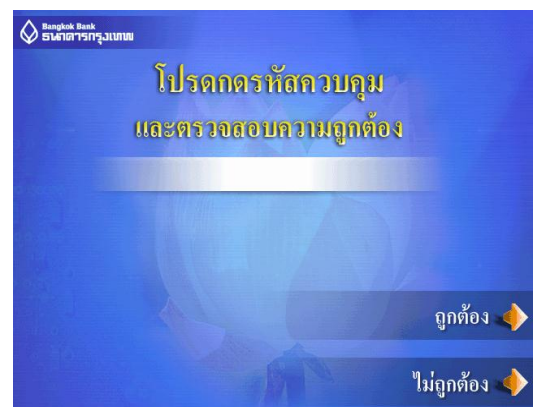 Bangkok Bank
ธนาคารกรุงเทพ
โปรดกดรหัสควบคุม
และตรวจสอบความถูกต้อง
ถูกต้อง
ไม่ถูกต้อง